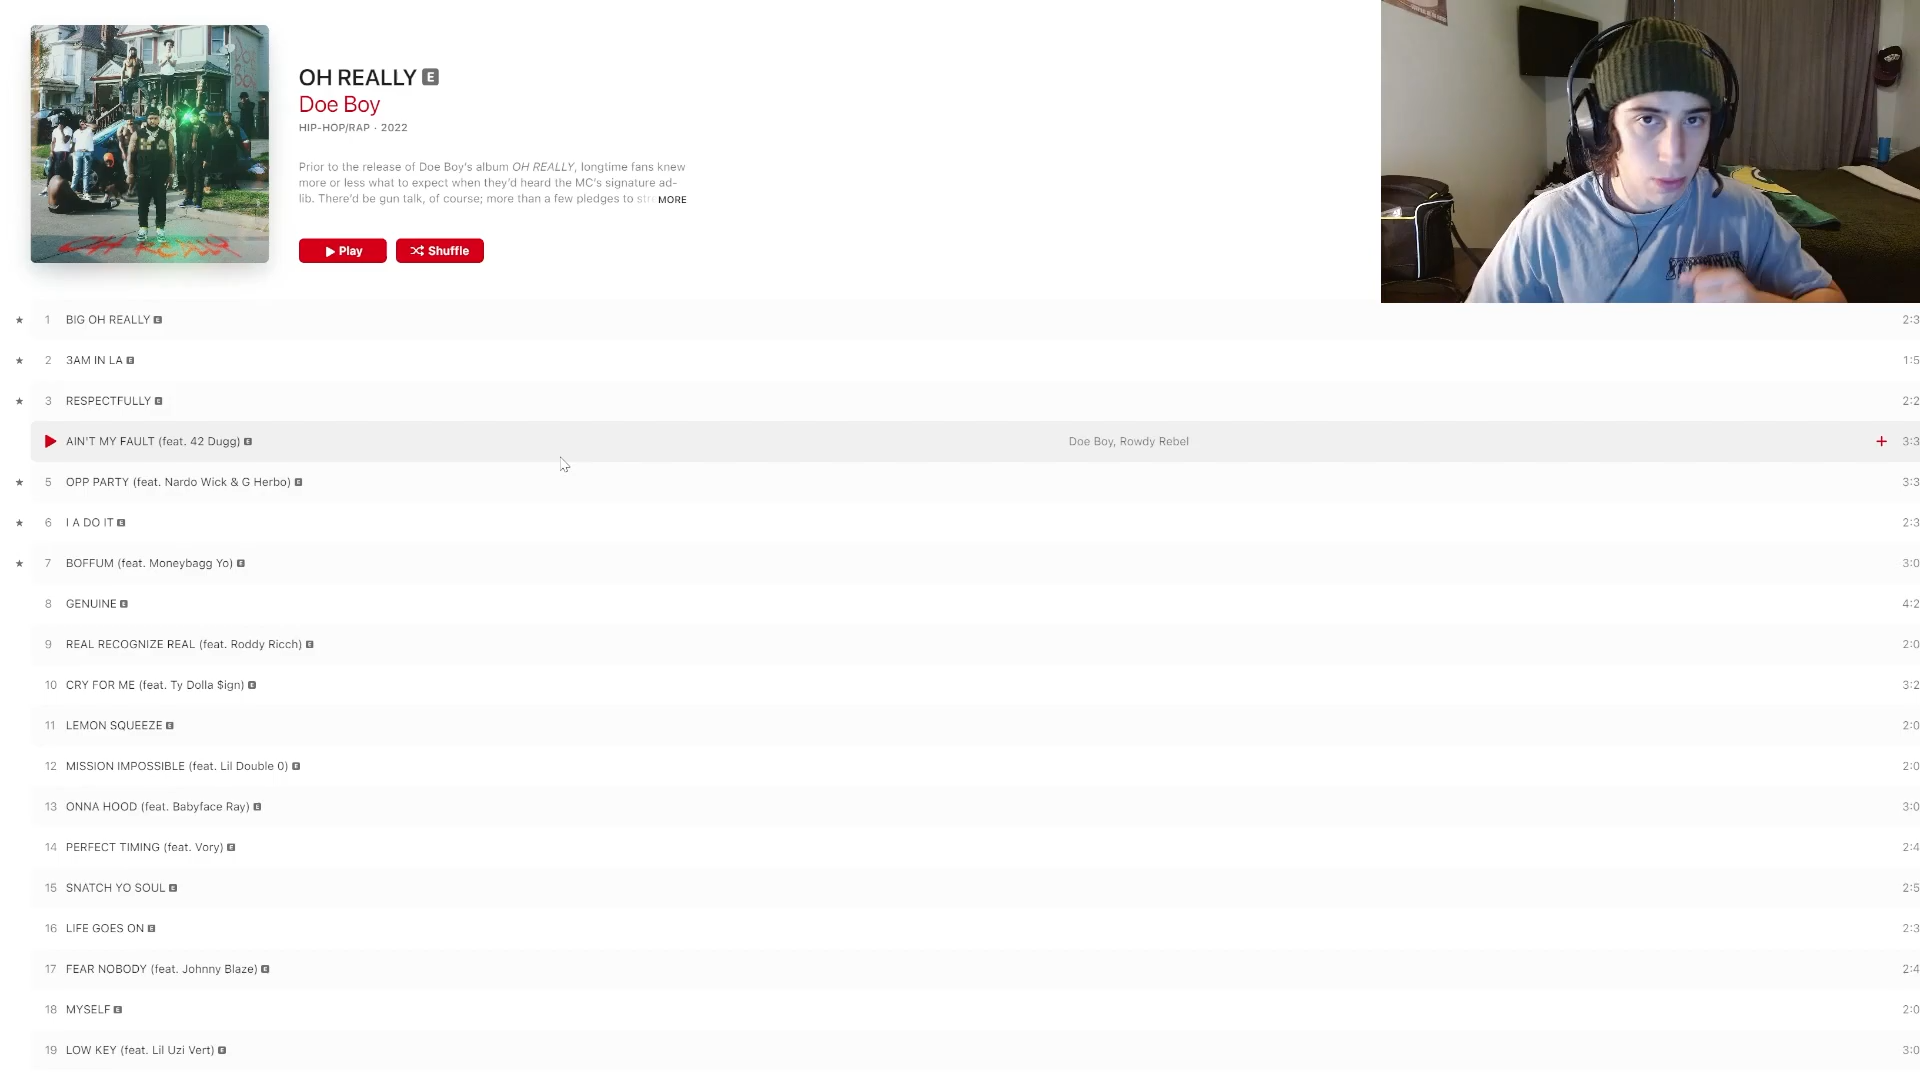 OH REALLY E
Doe Boy
HIP-HOP/RAP · 2022
Prior to the release of Doe Boy's album OH REALLY, longtime fans knew
more or less what to expect when they'd heard the MC's signature ad-
lib. There'd be gun talk, of course; more than a few pledges to MORE
Play
Shuffle
★ 1 BIG OH REALLY E 2:3
★ 2 3AM IN LA E 1:5
★ 3 RESPECTFULLY E 2:2
AIN'T MY FAULT (feat. 42 Dugg) E Doe Boy, Rowdy Rebel + 3:3
★ 5 OPP PARTY (feat. Nardo Wick & G Herbo) E 3:3
★ 6 I A DO IT E 2:3
★ 7 BOFFUM (feat. Moneybagg Yo) E 3:0
8 GENUINE E 4:2
9 REAL RECOGNIZE REAL (feat. Roddy Ricch) E 2:0
10 CRY FOR ME (feat. Ty Dolla $ign) E 3:2
11 LEMON SQUEEZE E 2:0
12 MISSION IMPOSSIBLE (feat. Lil Double 0) E 2:0
13 ONNA HOOD (feat. Babyface Ray) E 3:0
14 PERFECT TIMING (feat. Vory) E 2:4
15 SNATCH YO SOUL E 2:5
16 LIFE GOES ON E 2:3
17 FEAR NOBODY (feat. Johnny Blaze) E 2:4
18 MYSELF E 2:0
19 LOW KEY (feat. Lil Uzi Vert) E 3:0